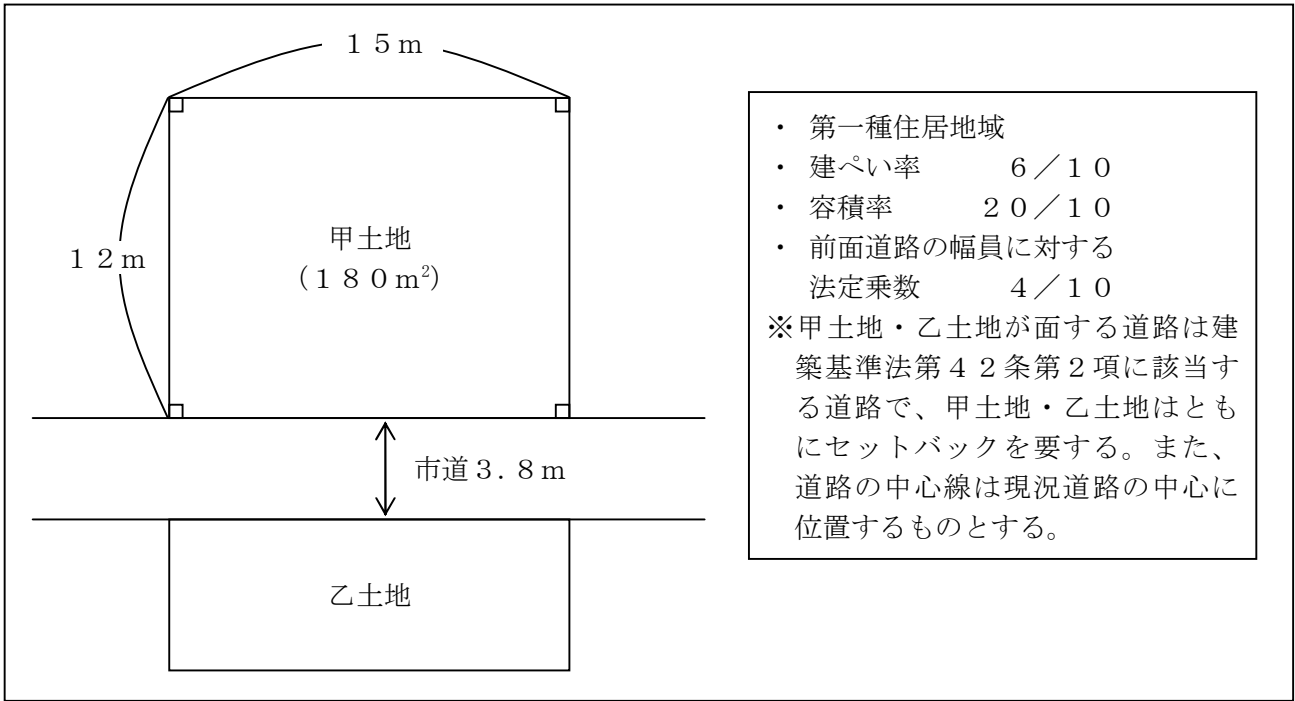 １５ｍ
１２ｍ
甲土地
（１８０ｍ²）
市道３.８ｍ
乙土地
・ 第一種住居地域
・ 建ぺい率　６／１０
・ 容積率　２０／１０
・ 前面道路の幅員に対する
法定乗数　４／１０
※甲土地・乙土地が面する道路は建
築基準法第４２条第２項に該当す
る道路で、甲土地・乙土地はとも
にセットバックを要する。また、
道路の中心線は現況道路の中心に
位置するものとする。